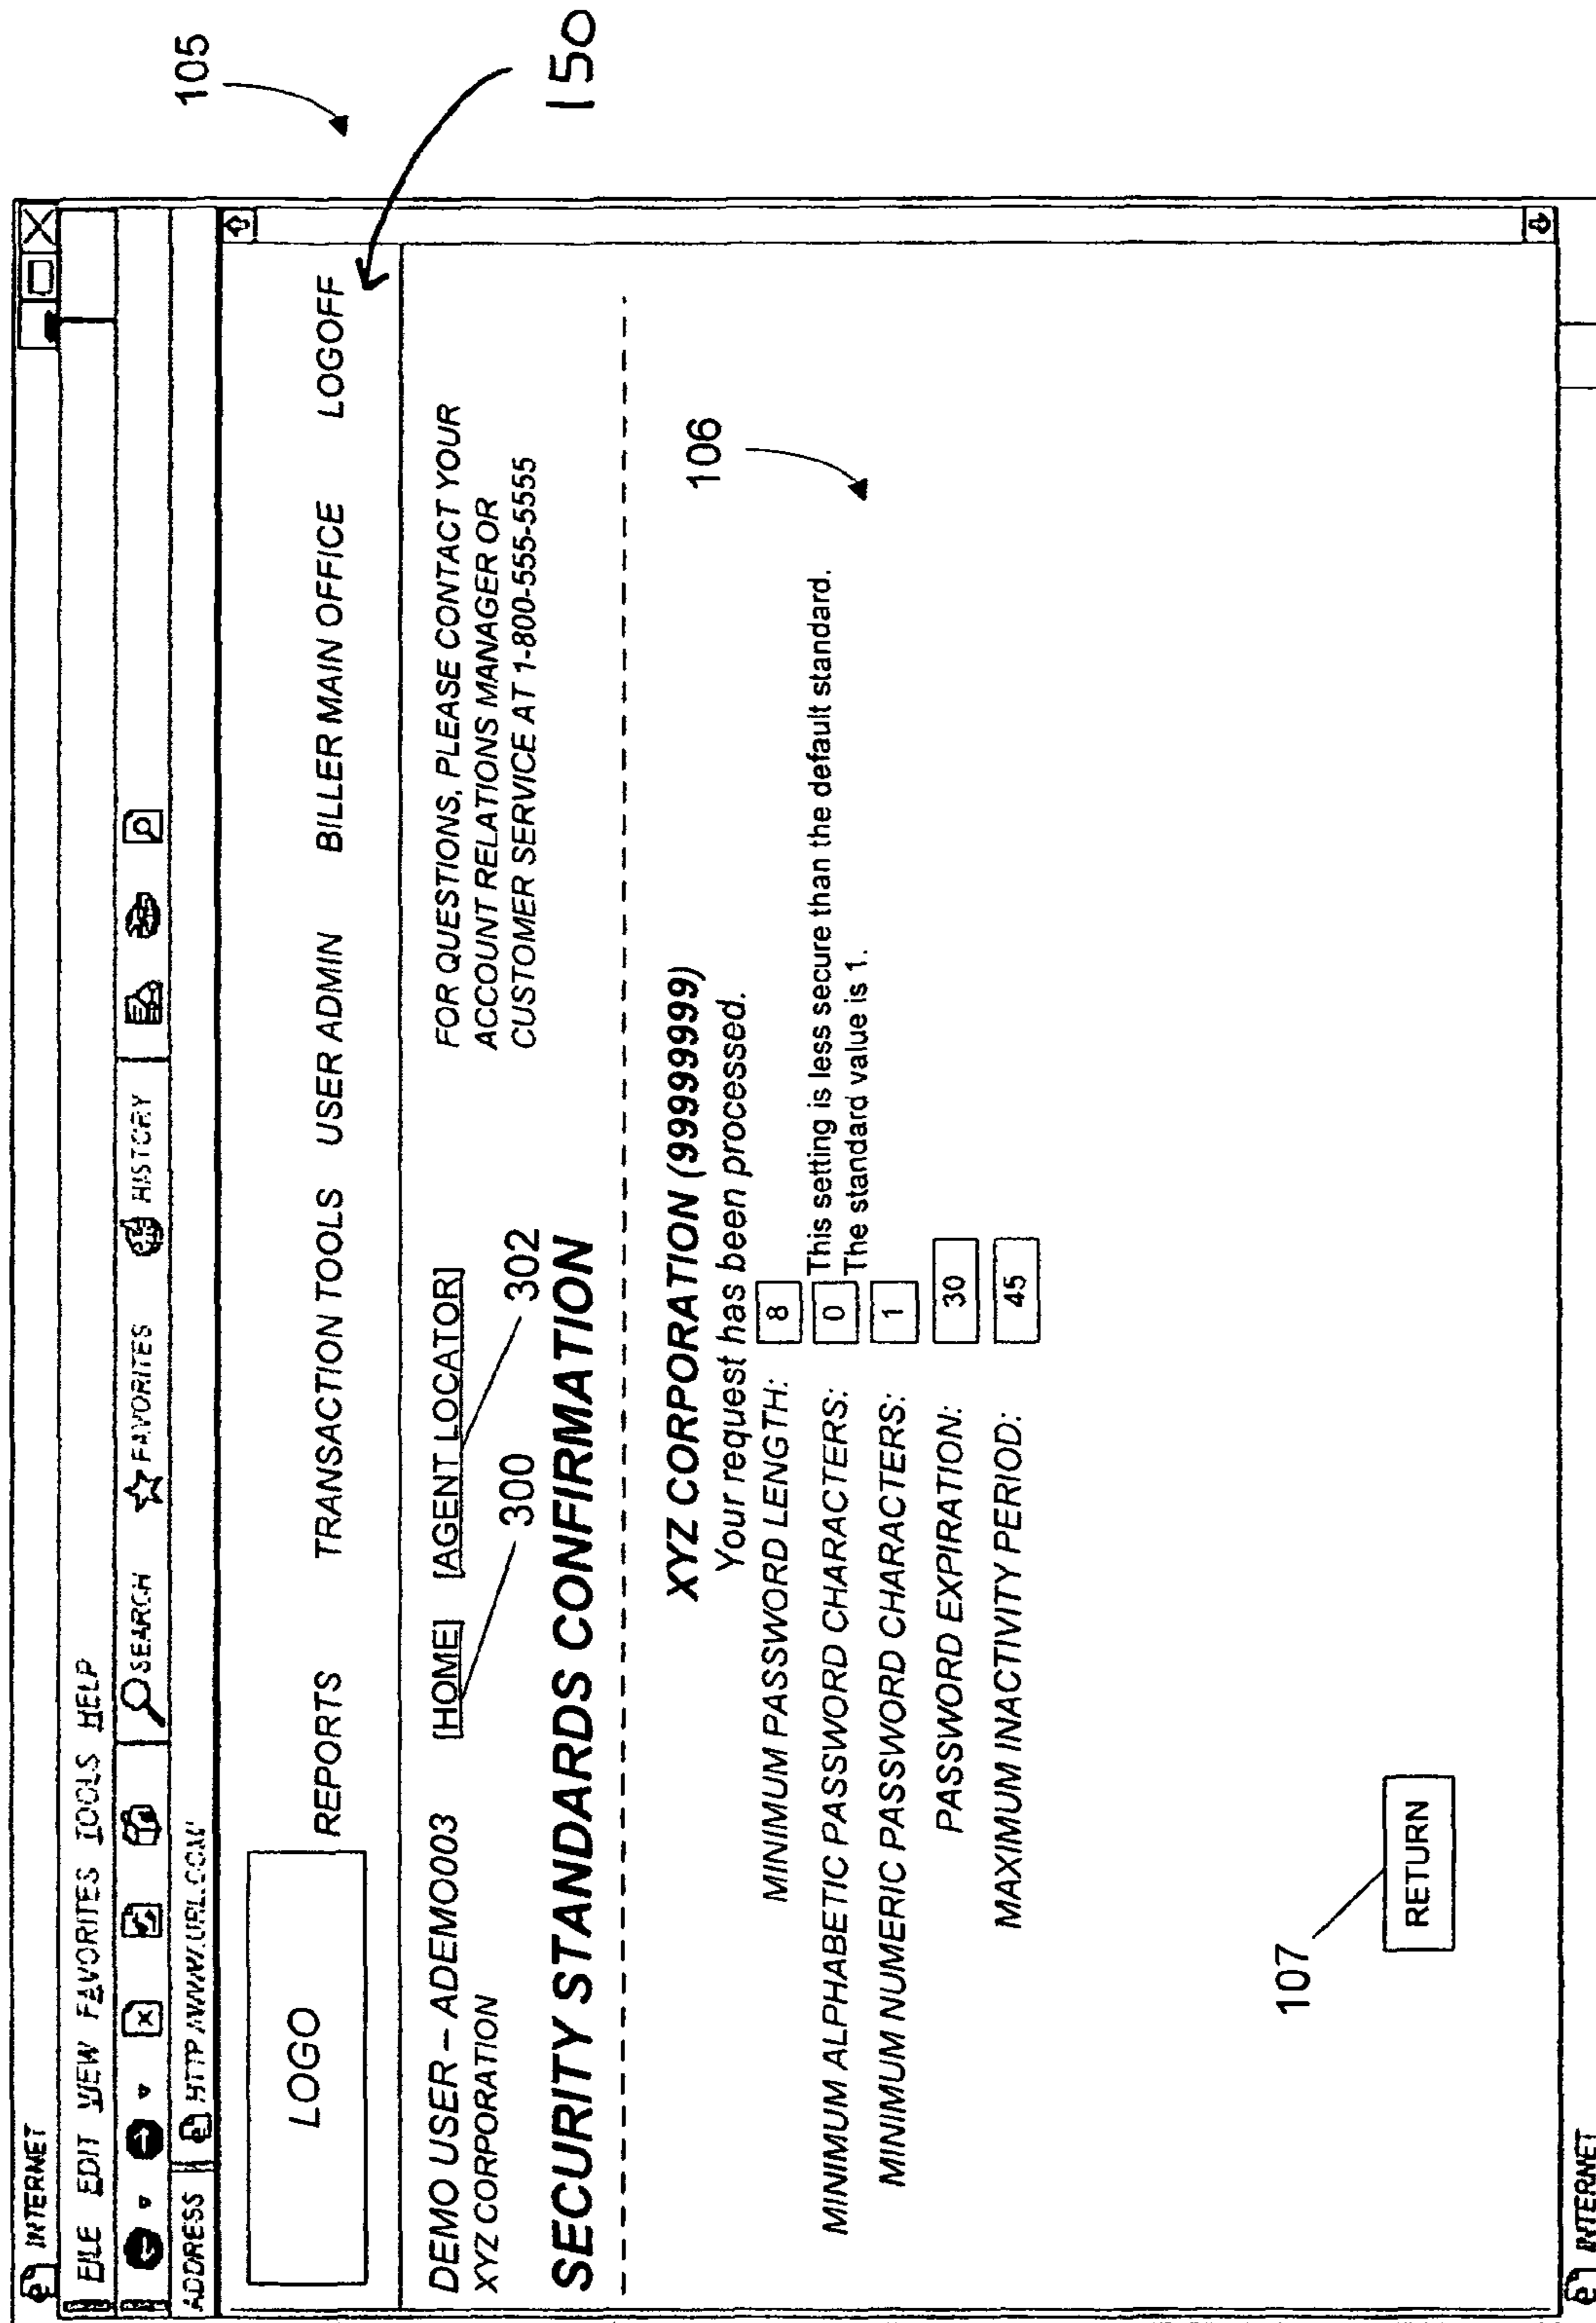 105
150
INTERNET
FILE EDIT VIEW FAVORITES TOOLS HELP
SEARCH FAVORITES HISTORY
ADDRESS HTTP://WWW.URL.COM/
LOGO
REPORTS TRANSACTION TOOLS USER ADMIN BILLER MAIN OFFICE LOGOFF
DEMO USER – ADEMO003 [HOME] [AGENT LOCATOR] FOR QUESTIONS, PLEASE CONTACT YOUR
XYZ CORPORATION ACCOUNT RELATIONS MANAGER OR
300 302 CUSTOMER SERVICE AT 1-800-555-5555
SECURITY STANDARDS CONFIRMATION
XYZ CORPORATION (9999999)
106
Your request has been processed.
MINIMUM PASSWORD LENGTH: 8
MINIMUM ALPHABETIC PASSWORD CHARACTERS: 0 This setting is less secure than the default standard.
The standard value is 1.
MINIMUM NUMERIC PASSWORD CHARACTERS: 1
PASSWORD EXPIRATION: 30
MAXIMUM INACTIVITY PERIOD: 45
107
RETURN
INTERNET